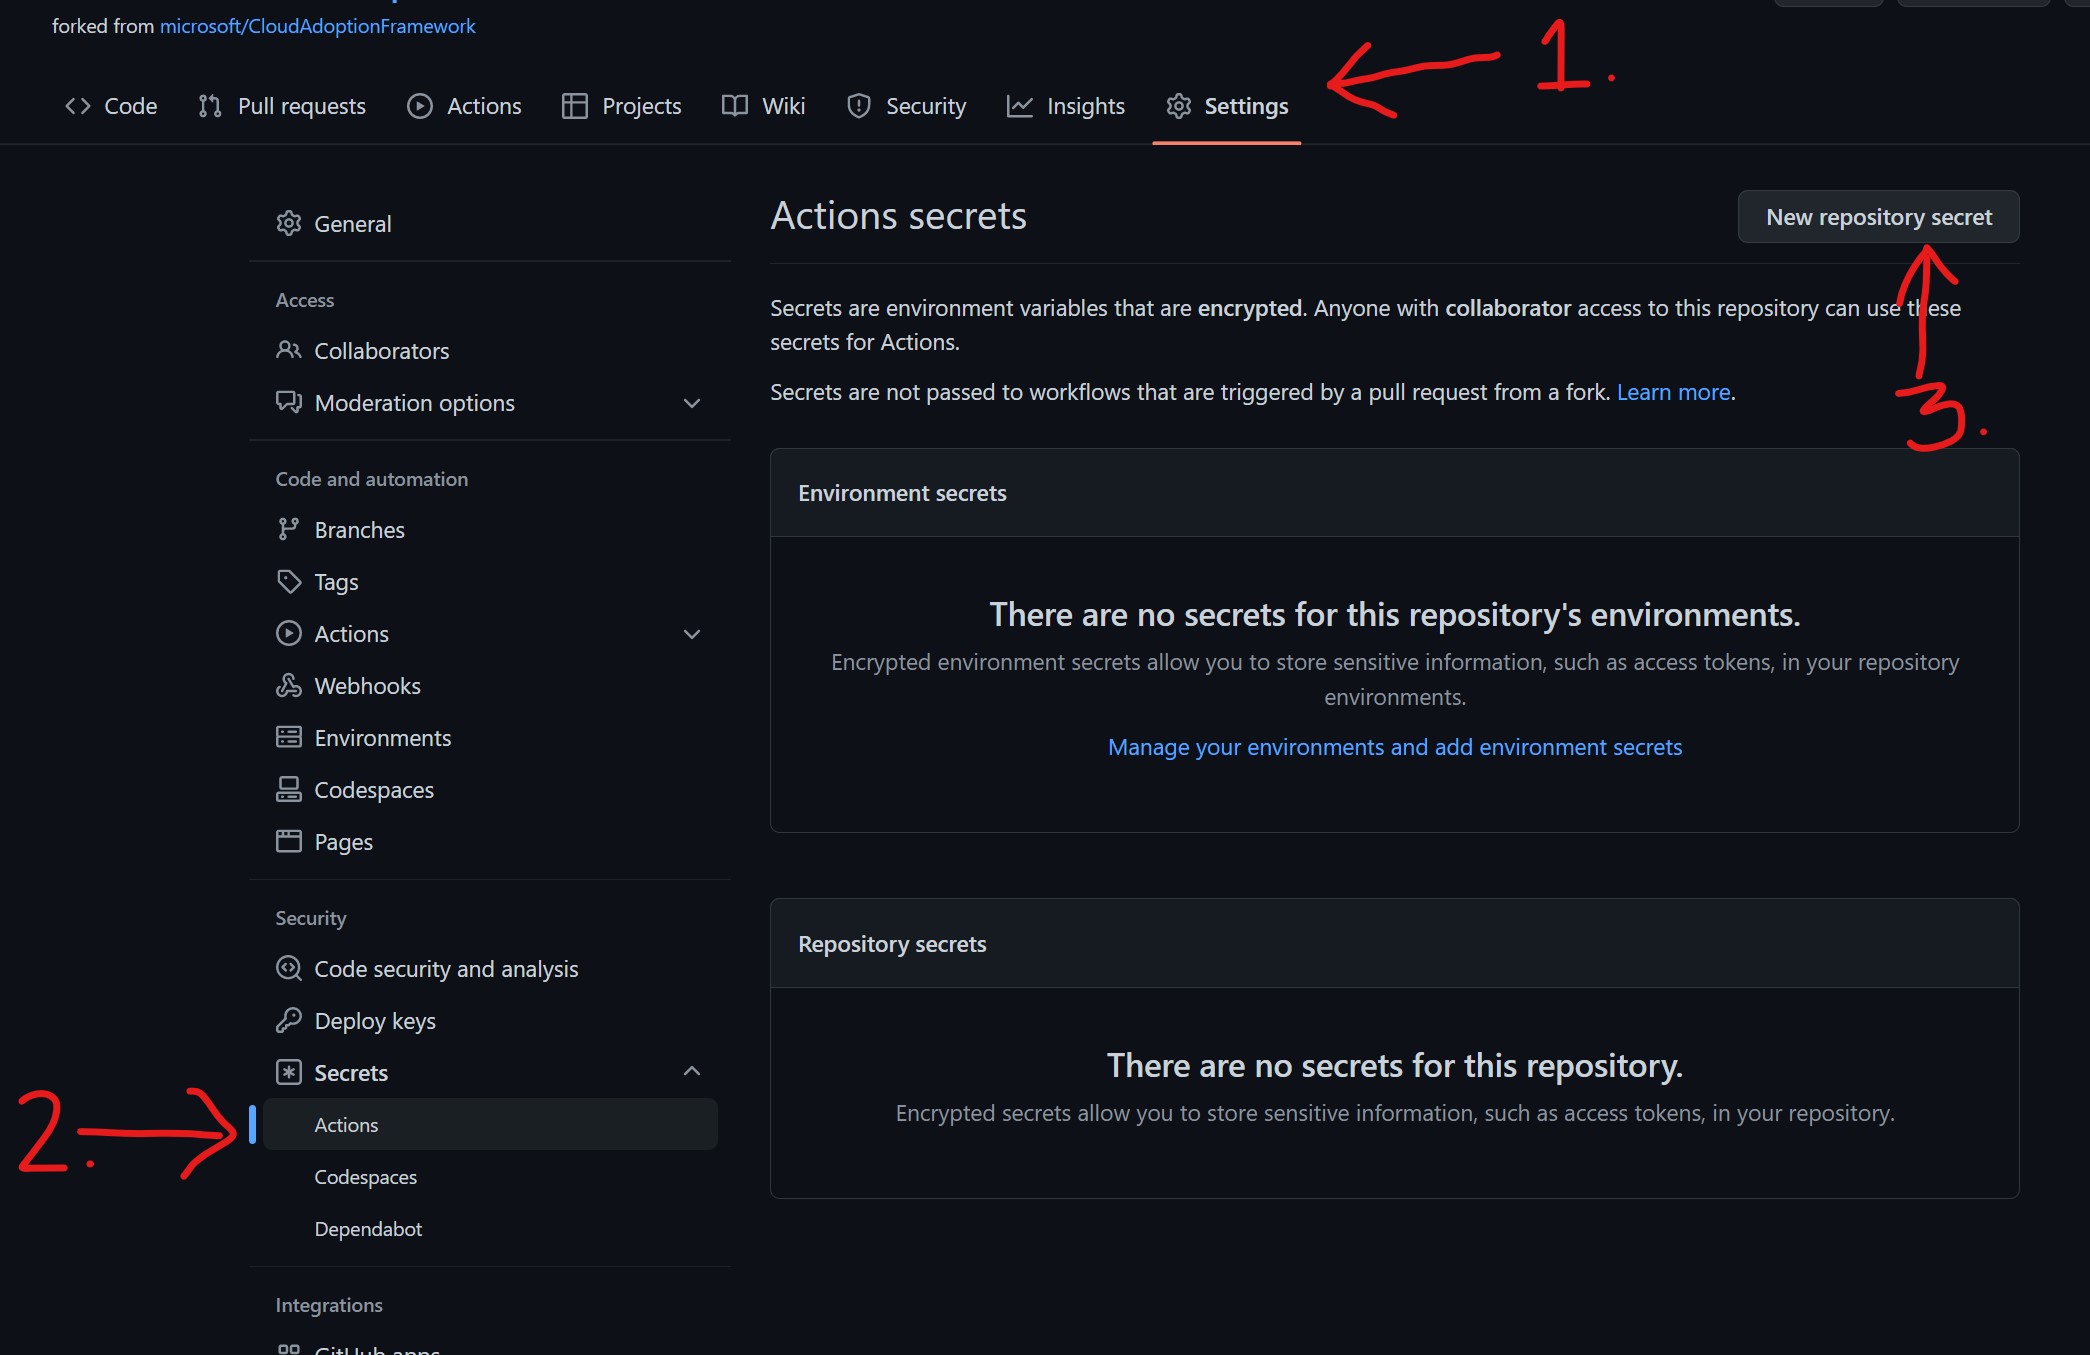 forked from microsoft/CloudAdoptionFramework
1.
Code Pull requests Actions Projects Wiki Security Insights Settings
General
Access
Collaborators
Moderation options
Code and automation
Branches
Tags
Actions
Webhooks
Environments
Codespaces
Pages
Security
Code security and analysis
Deploy keys
Secrets
2.
Actions
Codespaces
Dependabot
Integrations
GitHub apps
Actions secrets
New repository secret
3.
Secrets are environment variables that are encrypted. Anyone with collaborator access to this repository can use these
secrets for Actions.
Secrets are not passed to workflows that are triggered by a pull request from a fork. Learn more.
Environment secrets
There are no secrets for this repository's environments.
Encrypted environment secrets allow you to store sensitive information, such as access tokens, in your repository
environments.
Manage your environments and add environment secrets
Repository secrets
There are no secrets for this repository.
Encrypted secrets allow you to store sensitive information, such as access tokens, in your repository.